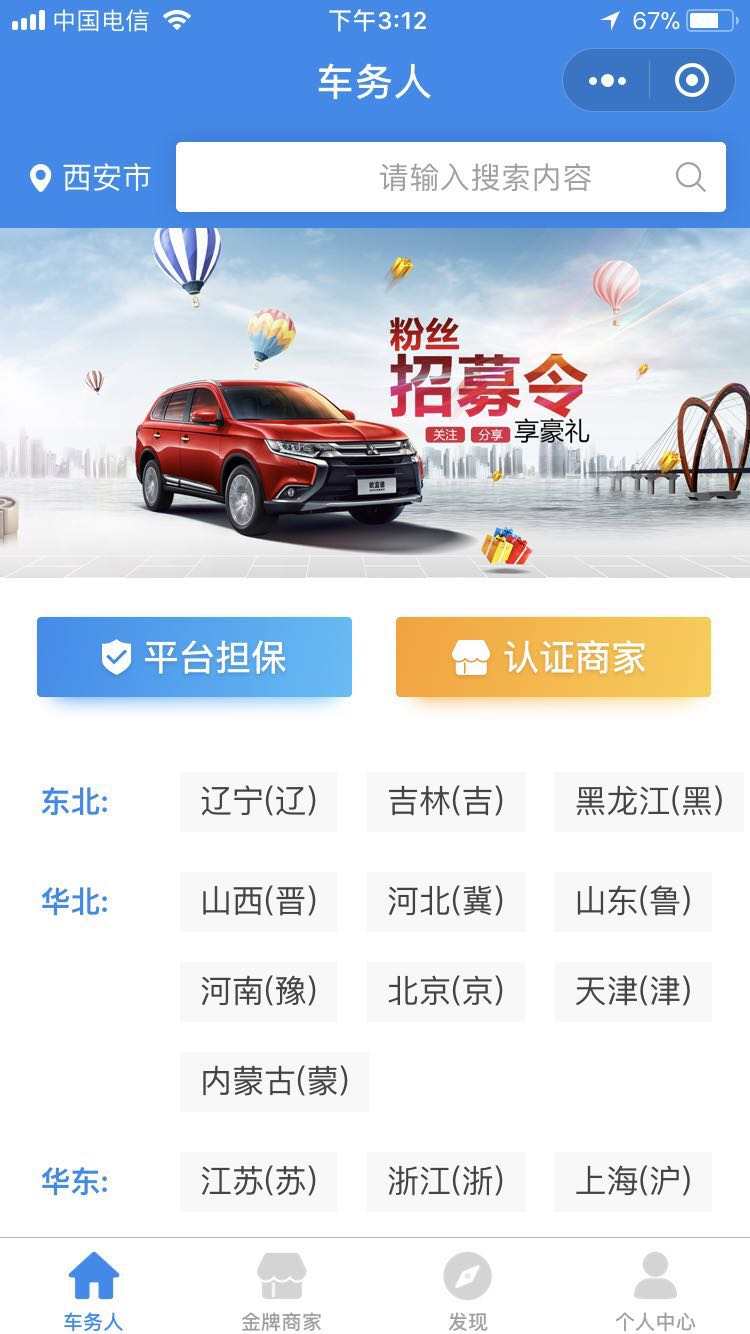 中国电信 下午3:12 67%
车务人
西安市 请输入搜索内容
粉丝
招募令
关注 分享 享豪礼
欧蓝德
平台担保 认证商家
东北: 辽宁(辽) 吉林(吉) 黑龙江(黑)
华北: 山西(晋) 河北(冀) 山东(鲁)
河南(豫) 北京(京) 天津(津)
内蒙古(蒙)
华东: 江苏(苏) 浙江(浙) 上海(沪)
车务人 金牌商家 发现 个人中心